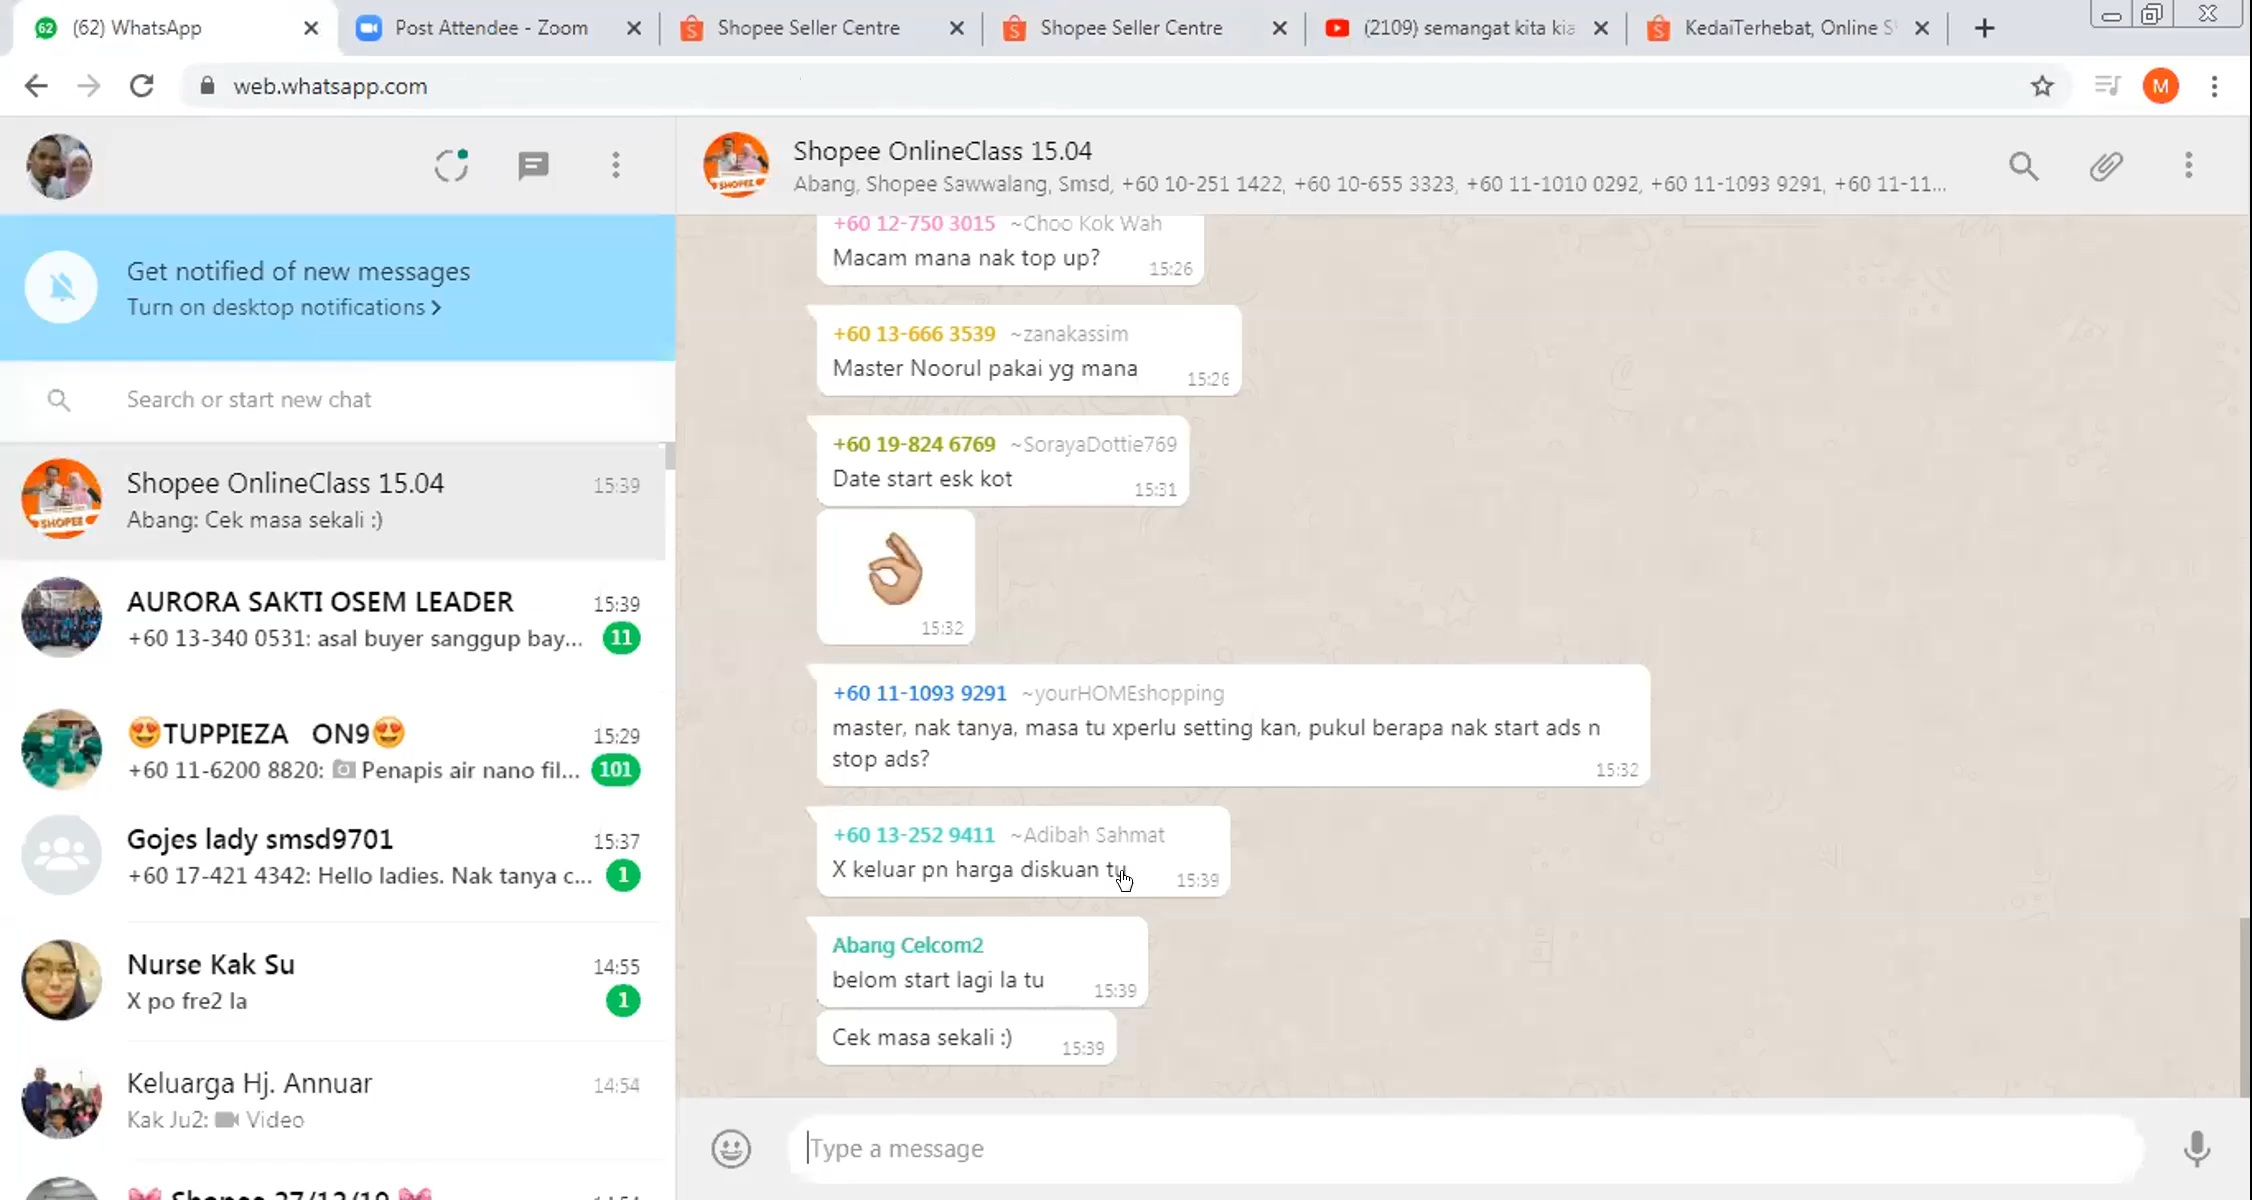 (62) WhatsApp
Post Attendee - Zoom
Shopee Seller Centre
Shopee Seller Centre
(2109) semangat kita kia
KedaiTerhebat, Online S
web.whatsapp.com
M
Get notified of new messages
Turn on desktop notifications
Search or start new chat
Shopee OnlineClass 15.04 15:39
Abang: Cek masa sekali :)
AURORA SAKTI OSEM LEADER 15:39
+60 13-340 0531: asal buyer sanggup bay... 11
😍TUPPIEZA ON9😍 15:29
+60 11-6200 8820: Penapis air nano fil... 101
Gojes lady smsd9701 15:37
+60 17-421 4342: Hello ladies. Nak tanya c... 1
Nurse Kak Su 14:55
X po fre2 la 1
Keluarga Hj. Annuar 14:54
Kak Ju2: Video
Shopee OnlineClass 15.04
Abang, Shopee Sawwalang, Smsd, +60 10-251 1422, +60 10-655 3323, +60 11-1010 0292, +60 11-1093 9291, +60 11-11...
+60 12-750 3015 ~Choo Kok Wah
Macam mana nak top up? 15:26
+60 13-666 3539 ~zanakassim
Master Noorul pakai yg mana 15:26
+60 19-824 6769 ~SorayaDottie769
Date start esk kot 15:31
👌🏽 15:32
+60 11-1093 9291 ~yourHOMEshopping
master, nak tanya, masa tu xperlu setting kan, pukul berapa nak start ads n
stop ads? 15:32
+60 13-252 9411 ~Adibah Sahmat
X keluar pn harga diskuan tu 15:39
Abang Celcom2
belom start lagi la tu 15:39
Cek masa sekali :) 15:39
Type a message